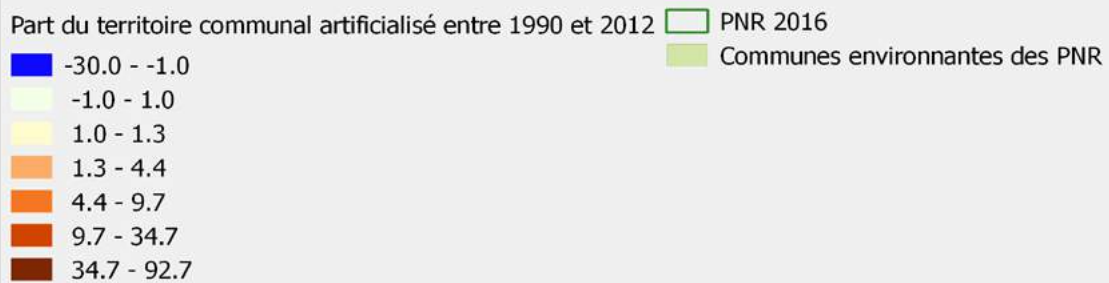 Part du territoire communal artificialisé entre 1990 et 2012
-30.0 - -1.0
-1.0 - 1.0
1.0 - 1.3
1.3 - 4.4
4.4 - 9.7
9.7 - 34.7
34.7 - 92.7
PNR 2016
Communes environnantes des PNR